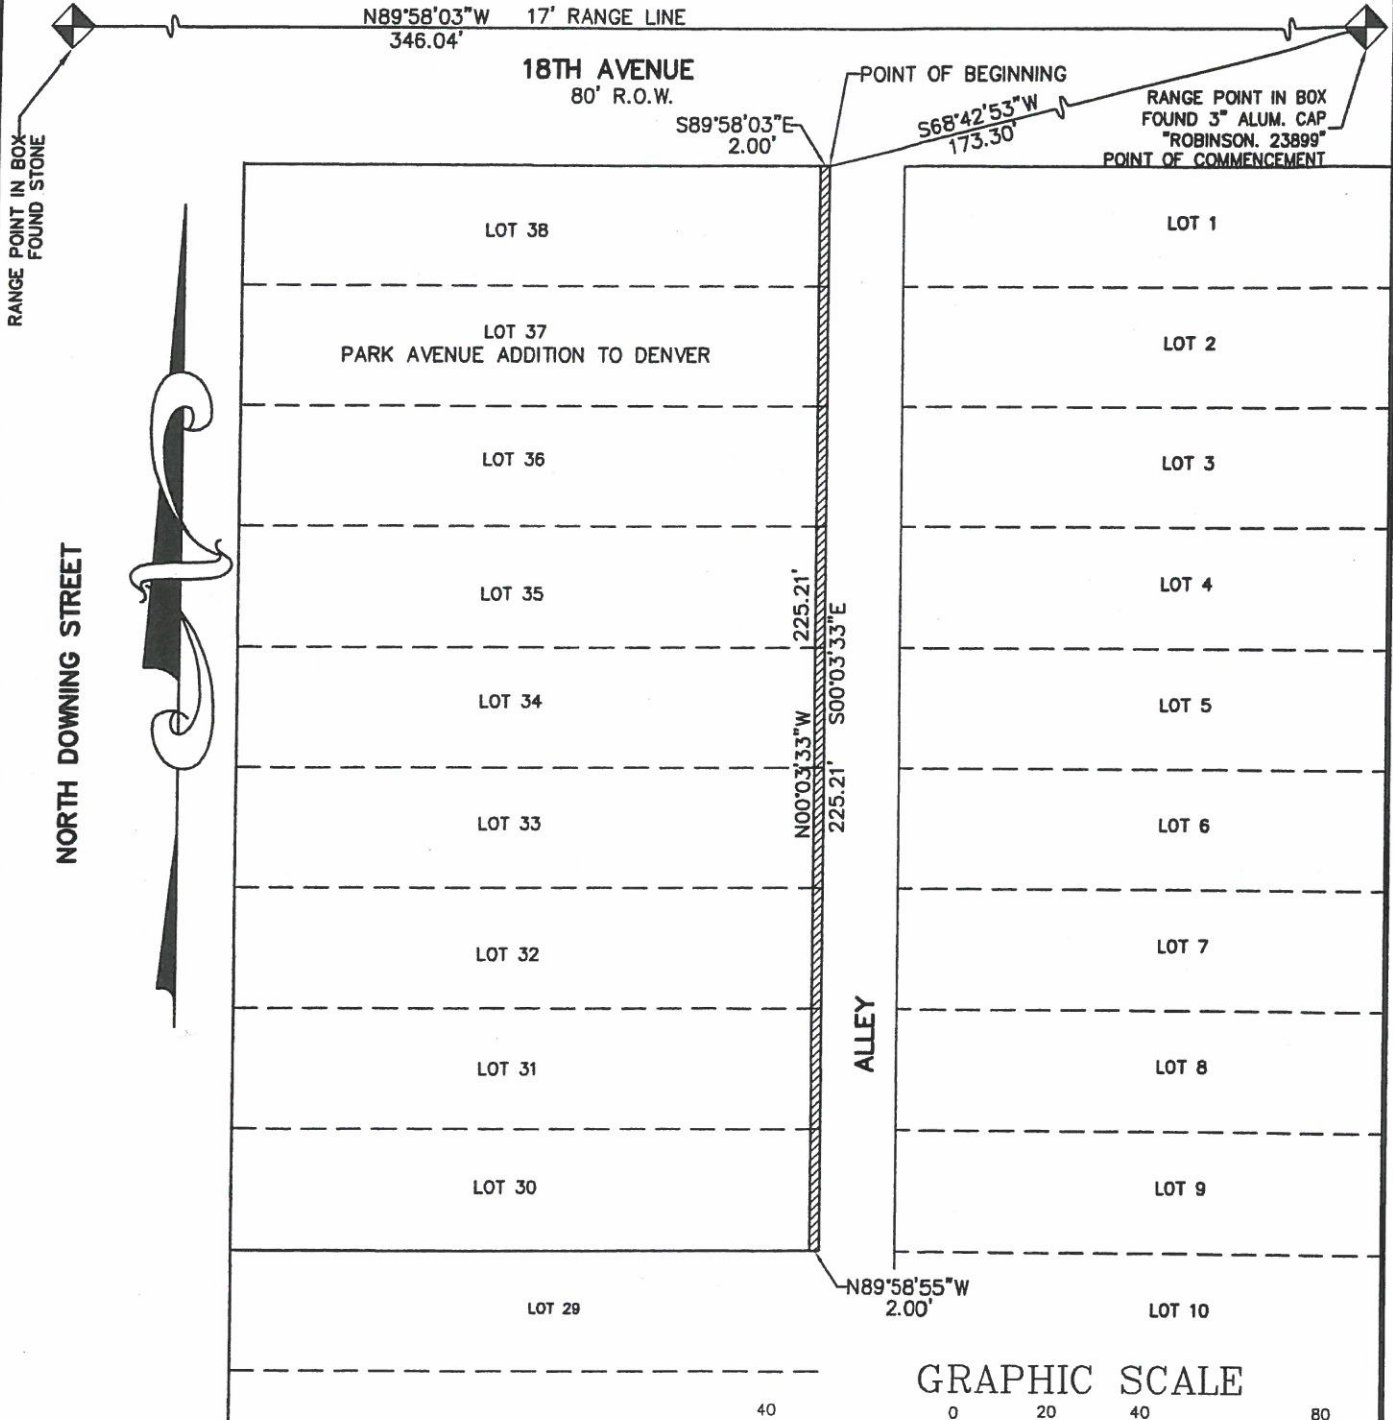 N89°58'03"W 17' RANGE LINE
346.04'
18TH AVENUE
80' R.O.W.
POINT OF BEGINNING
S89°58'03"E
2.00'
S68°42'53"W
173.30'
RANGE POINT IN BOX
FOUND 3" ALUM. CAP
"ROBINSON. 23899"
POINT OF COMMENCEMENT
RANGE POINT IN BOX
FOUND STONE
LOT 38
LOT 1
LOT 37
PARK AVENUE ADDITION TO DENVER
LOT 2
LOT 36
LOT 3
LOT 35
LOT 4
NORTH DOWNING STREET
N00°03'33"W 225.21'
225.21' S00°03'33"E
LOT 34
LOT 5
LOT 33
LOT 6
LOT 32
LOT 7
ALLEY
LOT 31
LOT 8
LOT 30
LOT 9
N89°58'55"W
2.00'
LOT 29
LOT 10
GRAPHIC SCALE
40 0 20 40 80